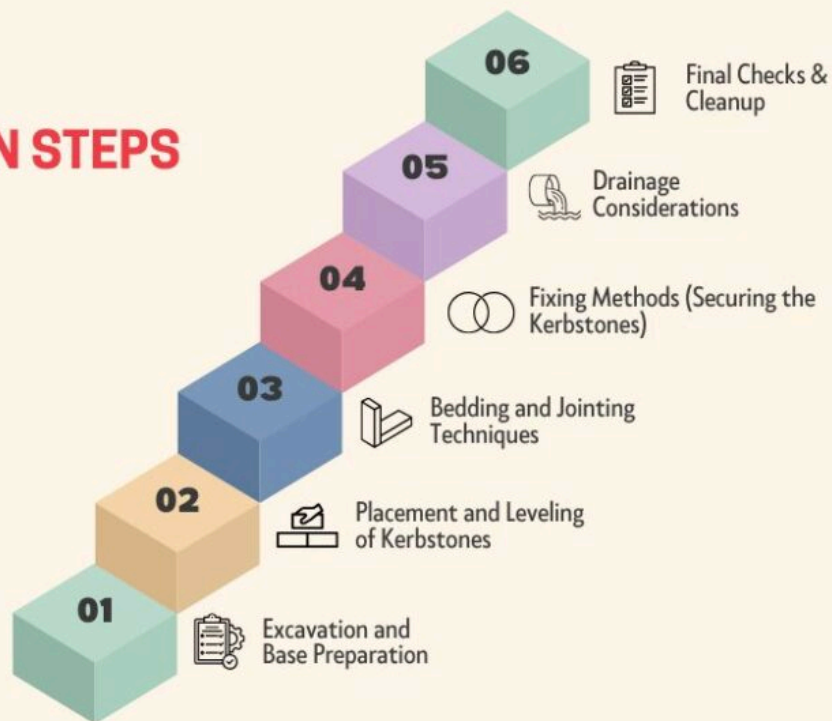 N STEPS
06
Final Checks &
Cleanup
05
Drainage
Considerations
04
Fixing Methods (Securing the
Kerbstones)
03
Bedding and Jointing
Techniques
02
Placement and Leveling
of Kerbstones
01
Excavation and
Base Preparation